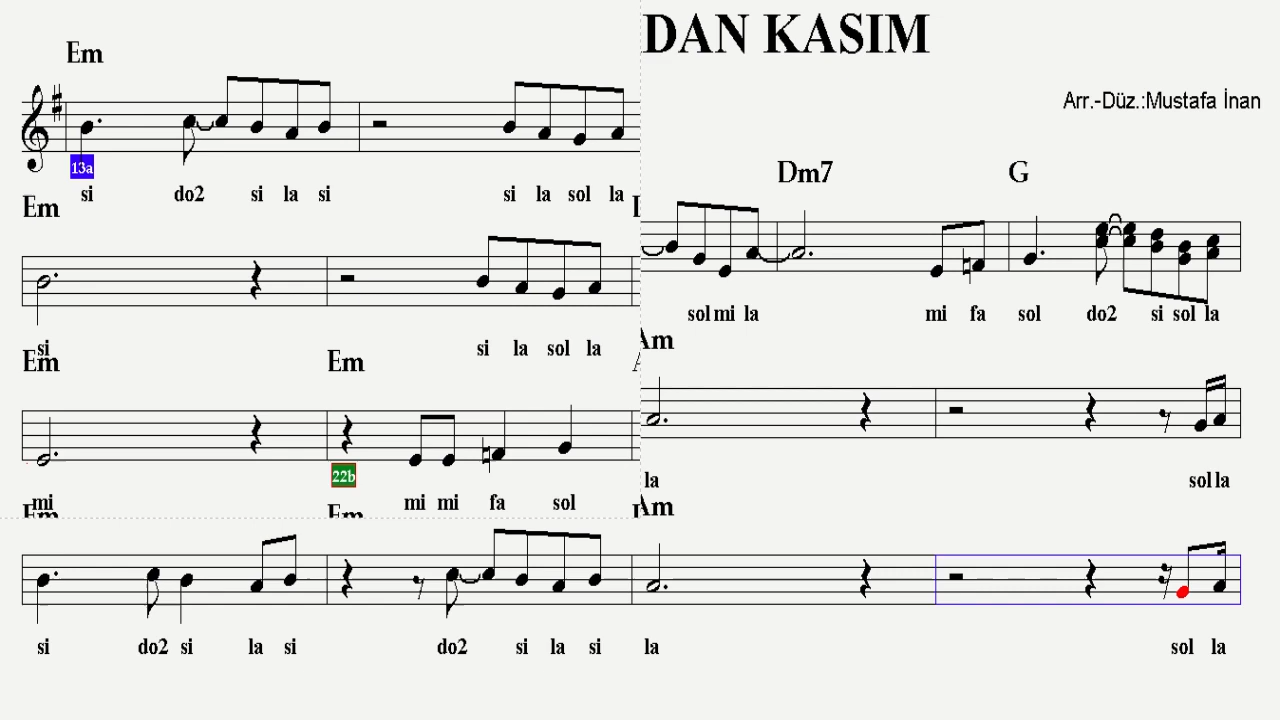 DAN KASIM
Em
Arr.-Düz.:Mustafa İnan
13a
si do2 si la si si la sol la
Dm7 G
Em
sol mi la mi fa sol do2 si sol la
si si la sol la
Am
Em Em
la sol la
22b
mi mi mi fa sol
Em Em Am
si do2 si la si do2 si la si la sol la